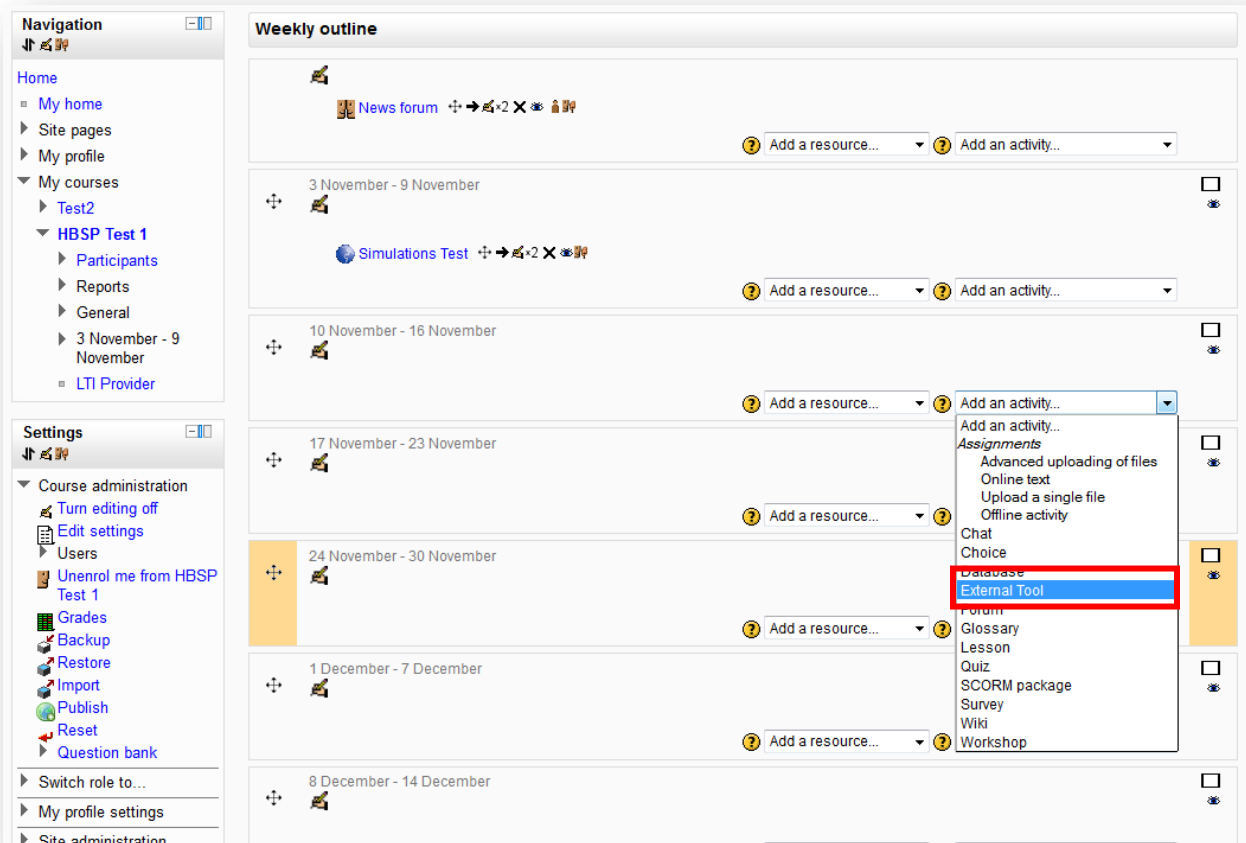 Navigation
Home
My home
Site pages
My profile
My courses
Test2
HBSP Test 1
Participants
Reports
General
3 November - 9
November
LTI Provider
Settings
Course administration
Turn editing off
Edit settings
Users
Unenrol me from HBSP
Test 1
Grades
Backup
Restore
Import
Publish
Reset
Question bank
Switch role to...
My profile settings
Site administration
Weekly outline
News forum ×2
? Add a resource... ? Add an activity...
3 November - 9 November
Simulations Test ×2
? Add a resource... ? Add an activity...
10 November - 16 November
? Add a resource... ? Add an activity...
Add an activity...
Assignments
Advanced uploading of files
Online text
Upload a single file
Offline activity
Chat
Choice
Database
External Tool
Forum
Glossary
Lesson
Quiz
SCORM package
Survey
Wiki
Workshop
17 November - 23 November
? Add a resource... ?
24 November - 30 November
? Add a resource... ?
1 December - 7 December
? Add a resource... ?
8 December - 14 December